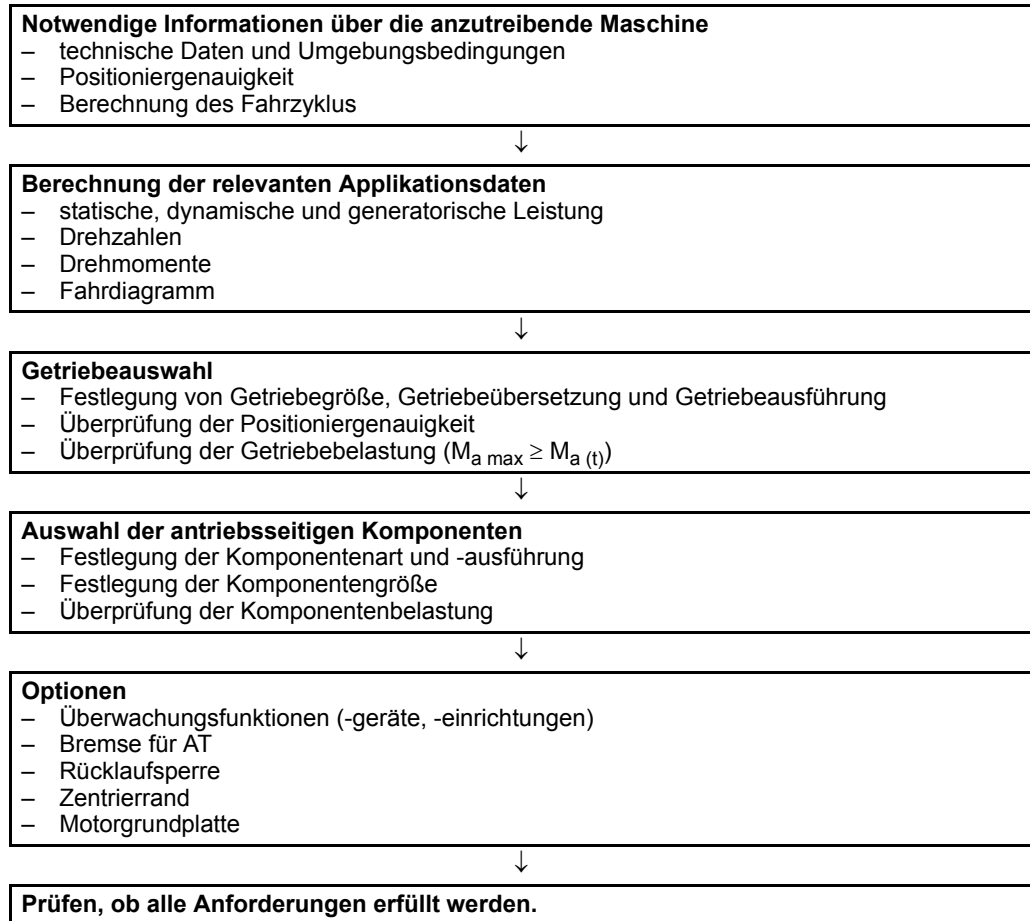 Notwendige Informationen über die anzutreibende Maschine
– technische Daten und Umgebungsbedingungen
– Positioniergenauigkeit
– Berechnung des Fahrzyklus
↓
Berechnung der relevanten Applikationsdaten
– statische, dynamische und generatorische Leistung
– Drehzahlen
– Drehmomente
– Fahrdiagramm
↓
Getriebeauswahl
– Festlegung von Getriebegröße, Getriebeübersetzung und Getriebeausführung
– Überprüfung der Positioniergenauigkeit
– Überprüfung der Getriebebelastung (Ma max ≥ Ma (t))
↓
Auswahl der antriebsseitigen Komponenten
– Festlegung der Komponentenart und -ausführung
– Festlegung der Komponentengröße
– Überprüfung der Komponentenbelastung
↓
Optionen
– Überwachungsfunktionen (-geräte, -einrichtungen)
– Bremse für AT
– Rücklaufsperre
– Zentrierrand
– Motorgrundplatte
↓
Prüfen, ob alle Anforderungen erfüllt werden.